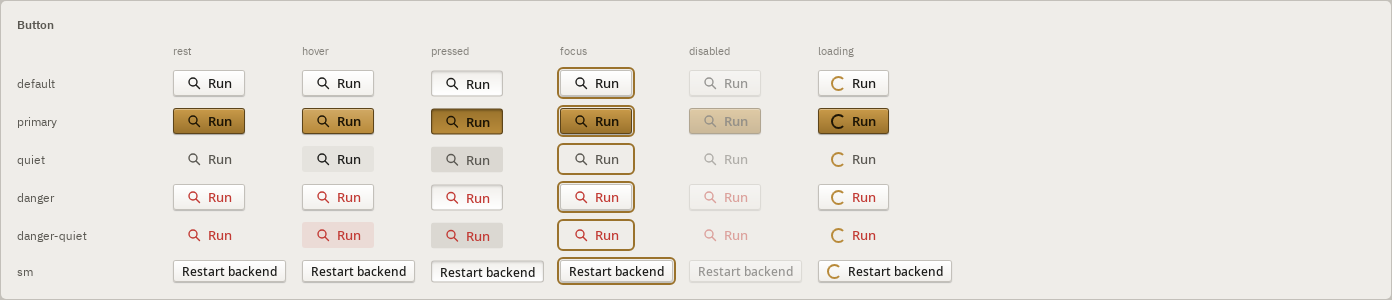 Button
rest hover pressed focus disabled loading
default Run Run Run Run Run Run
primary Run Run Run Run Run Run
quiet Run Run Run Run Run Run
danger Run Run Run Run Run Run
danger-quiet Run Run Run Run Run Run
sm Restart backend Restart backend Restart backend Restart backend Restart backend Restart backend